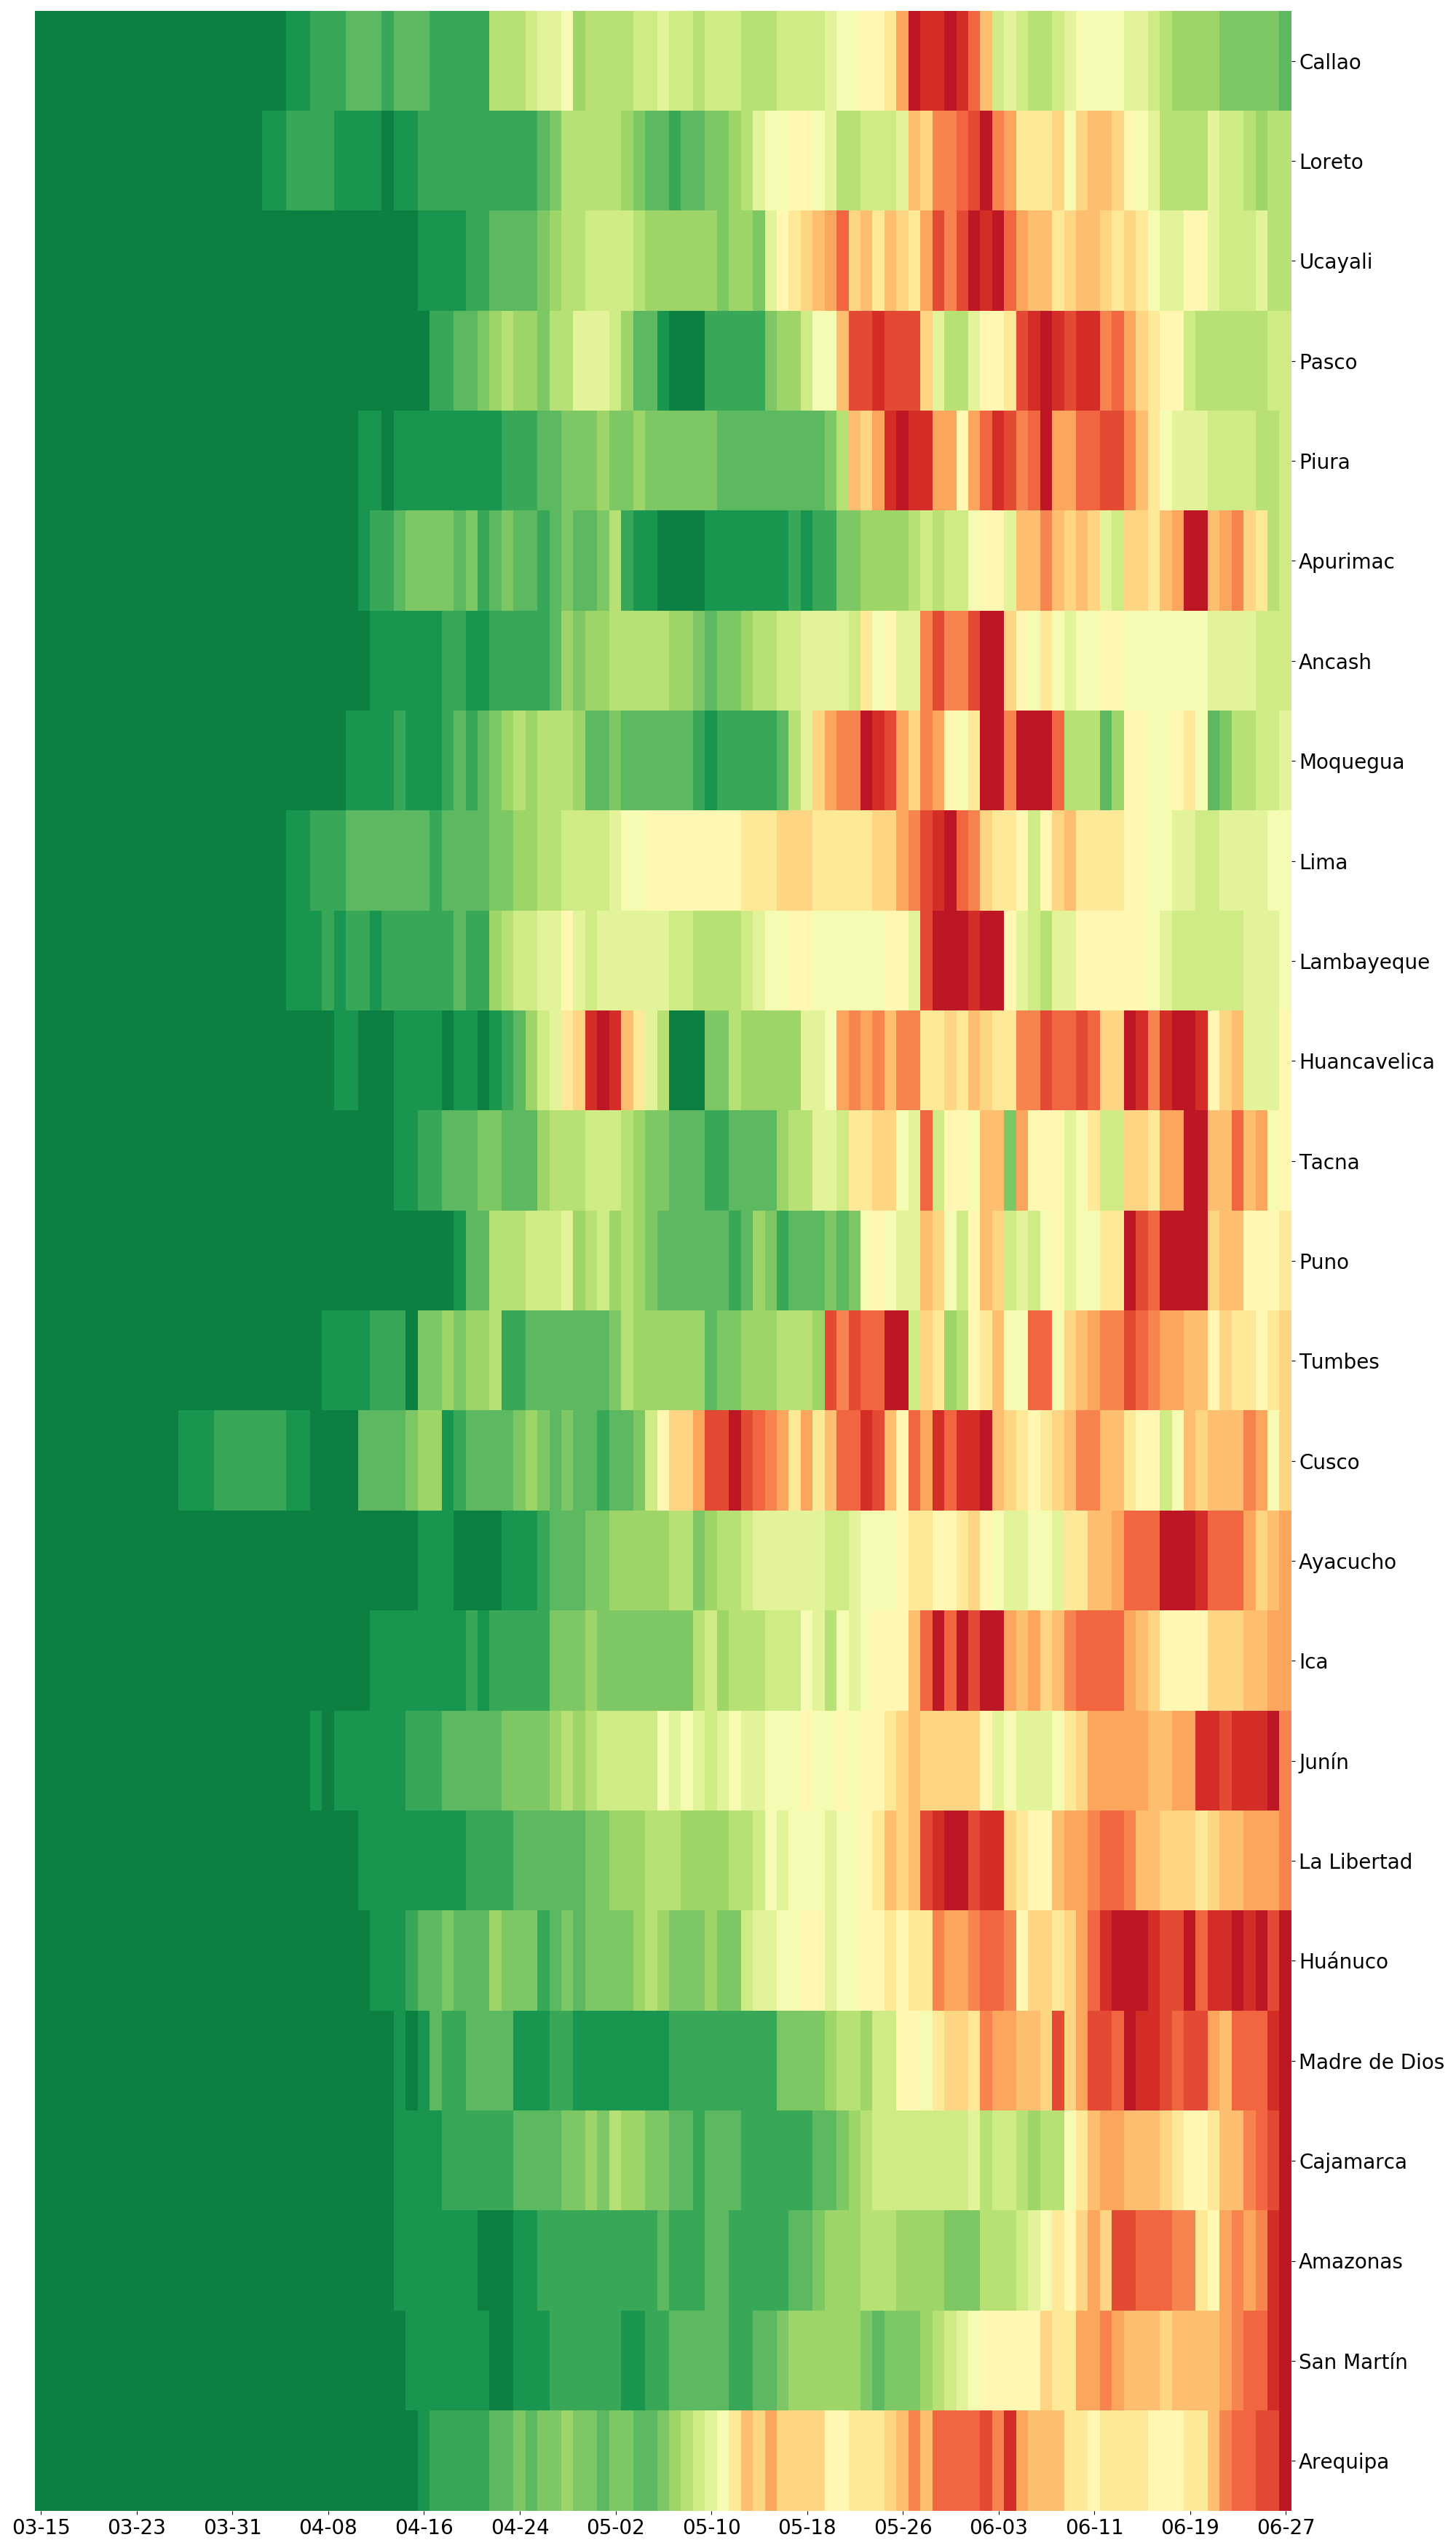 Callao
Loreto
Ucayali
Pasco
Piura
Apurimac
Ancash
Moquegua
Lima
Lambayeque
Huancavelica
Tacna
Puno
Tumbes
Cusco
Ayacucho
Ica
Junín
La Libertad
Huánuco
Madre de Dios
Cajamarca
Amazonas
San Martín
Arequipa
03-15 03-23 03-31 04-08 04-16 04-24 05-02 05-10 05-18 05-26 06-03 06-11 06-19 06-27